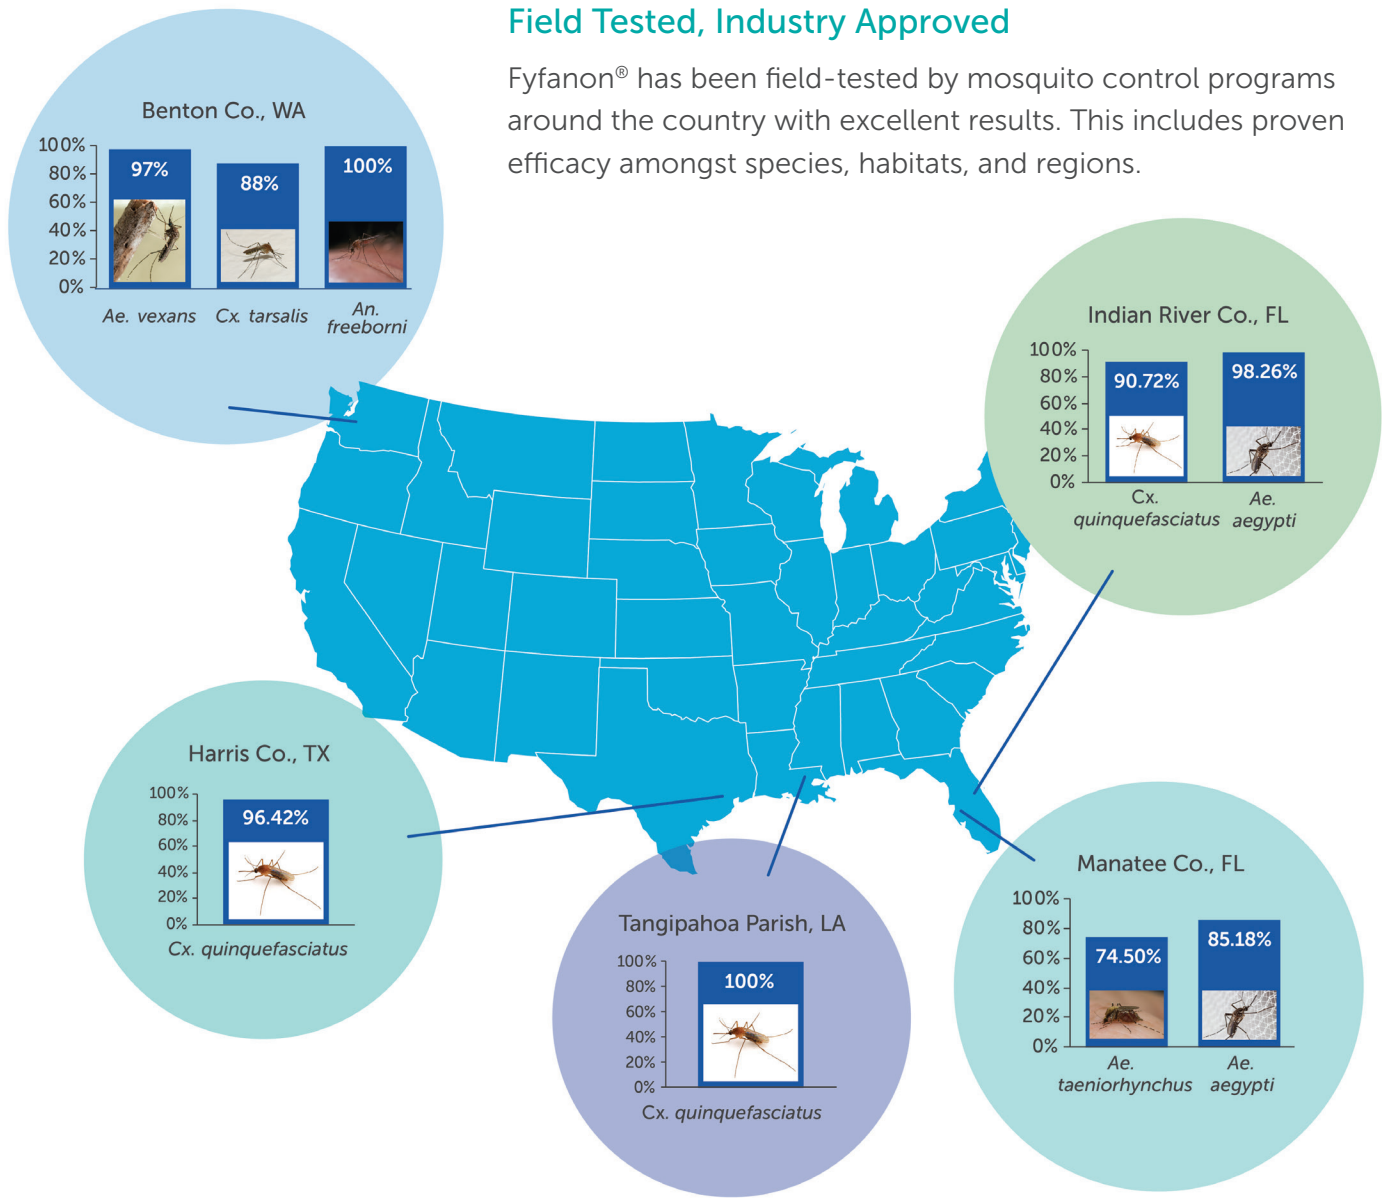 Field Tested, Industry Approved
Fyfanon® has been field-tested by mosquito control programs
around the country with excellent results. This includes proven
efficacy amongst species, habitats, and regions.
Benton Co., WA
100%
80%
60%
40%
20%
0%
97%
88%
100%
Ae. vexans
Cx. tarsalis
An.
freeborni
Indian River Co., FL
100%
80%
60%
40%
20%
0%
90.72%
98.26%
Cx.
quinquefasciatus
Ae.
aegypti
Harris Co., TX
100%
80%
60%
40%
20%
0%
96.42%
Cx. quinquefasciatus
Tangipahoa Parish, LA
100%
80%
60%
40%
20%
0%
100%
Cx. quinquefasciatus
Manatee Co., FL
100%
80%
60%
40%
20%
0%
74.50%
85.18%
Ae.
taeniorhynchus
Ae.
aegypti